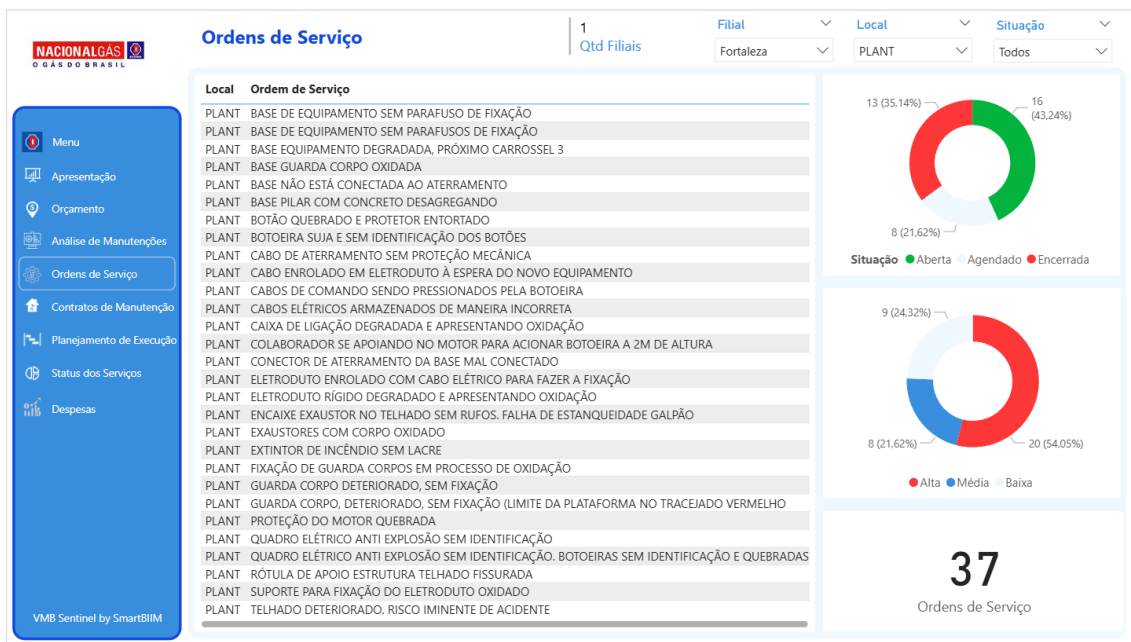 NACIONALGÁS
O GÁS DO BRASIL
Ordens de Serviço
1
Qtd Filiais
Filial
Fortaleza
Local
PLANT
Situação
Todos
Menu
Apresentação
Orçamento
Análise de Manutenções
Ordens de Serviço
Contratos de Manutenção
Planejamento de Execução
Status dos Serviços
Despesas
VMB Sentinel by SmartBIIM
Local Ordem de Serviço
PLANT BASE DE EQUIPAMENTO SEM PARAFUSO DE FIXAÇÃO
PLANT BASE DE EQUIPAMENTO SEM PARAFUSOS DE FIXAÇÃO
PLANT BASE EQUIPAMENTO DEGRADADA, PRÓXIMO CARROSSEL 3
PLANT BASE GUARDA CORPO OXIDADA
PLANT BASE NÃO ESTÁ CONECTADA AO ATERRAMENTO
PLANT BASE PILAR COM CONCRETO DESAGREGANDO
PLANT BOTÃO QUEBRADO E PROTETOR ENTORTADO
PLANT BOTOEIRA SUJA E SEM IDENTIFICAÇÃO DOS BOTÕES
PLANT CABO DE ATERRAMENTO SEM PROTEÇÃO MECÂNICA
PLANT CABO ENROLADO EM ELETRODUTO À ESPERA DO NOVO EQUIPAMENTO
PLANT CABOS DE COMANDO SENDO PRESSIONADOS PELA BOTOEIRA
PLANT CABOS ELÉTRICOS ARMAZENADOS DE MANEIRA INCORRETA
PLANT CAIXA DE LIGAÇÃO DEGRADADA E APRESENTANDO OXIDAÇÃO
PLANT COLABORADOR SE APOIANDO NO MOTOR PARA ACIONAR BOTOEIRA A 2M DE ALTURA
PLANT CONECTOR DE ATERRAMENTO DA BASE MAL CONECTADO
PLANT ELETRODUTO ENROLADO COM CABO ELÉTRICO PARA FAZER A FIXAÇÃO
PLANT ELETRODUTO RÍGIDO DEGRADADO E APRESENTANDO OXIDAÇÃO
PLANT ENCAIXE EXAUSTOR NO TELHADO SEM RUFOS. FALHA DE ESTANQUEIDADE GALPÃO
PLANT EXAUSTORES COM CORPO OXIDADO
PLANT EXTINTOR DE INCÊNDIO SEM LACRE
PLANT FIXAÇÃO DE GUARDA CORPOS EM PROCESSO DE OXIDAÇÃO
PLANT GUARDA CORPO DETERIORADO, SEM FIXAÇÃO
PLANT GUARDA CORPO, DETERIORADO, SEM FIXAÇÃO (LIMITE DA PLATAFORMA NO TRACEJADO VERMELHO
PLANT PROTEÇÃO DO MOTOR QUEBRADA
PLANT QUADRO ELÉTRICO ANTI EXPLOSÃO SEM IDENTIFICAÇÃO
PLANT QUADRO ELÉTRICO ANTI EXPLOSÃO SEM IDENTIFICAÇÃO. BOTOEIRAS SEM IDENTIFICAÇÃO E QUEBRADAS
PLANT RÓTULA DE APOIO ESTRUTURA TELHADO FISSURADA
PLANT SUPORTE PARA FIXAÇÃO DO ELETRODUTO OXIDADO
PLANT TELHADO DETERIORADO. RISCO IMINENTE DE ACIDENTE
13 (35,14%)
16
(43,24%)
8 (21,62%)
Situação Aberta Agendado Encerrada
9 (24,32%)
8 (21,62%)
20 (54,05%)
Alta Média Baixa
37
Ordens de Serviço